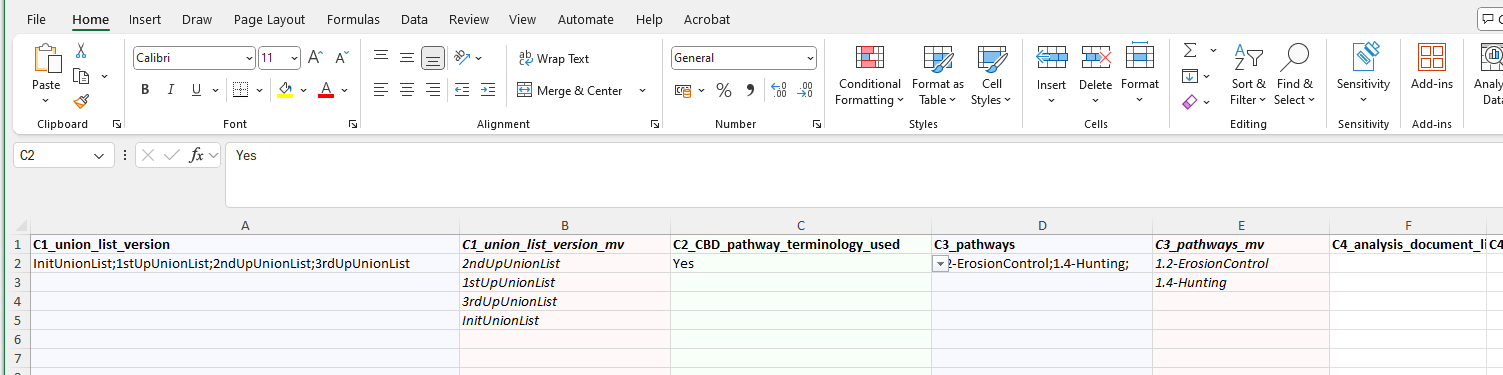 File Home Insert Draw Page Layout Formulas Data Review View Automate Help Acrobat
Calibri 11 A^ Aˇ ab Wrap Text General Σ A Z
Paste B I U A Merge & Center % 9 Conditional Formatting Format as Table Cell Styles Insert Delete Format Sort & Filter Find & Select Sensitivity Add-ins
Clipboard Font Alignment Number Styles Cells Editing Sensitivity Add-ins
C2 fx Yes
A B C D E F
1 C1_union_list_version C1_union_list_version_mv C2_CBD_pathway_terminology_used C3_pathways C3_pathways_mv C4_analysis_document_li C4
2 InitUnionList;1stUpUnionList;2ndUpUnionList;3rdUpUnionList 2ndUpUnionList Yes 2-ErosionControl;1.4-Hunting; 1.2-ErosionControl
3 1stUpUnionList 1.4-Hunting
4 3rdUpUnionList
5 InitUnionList
6
7